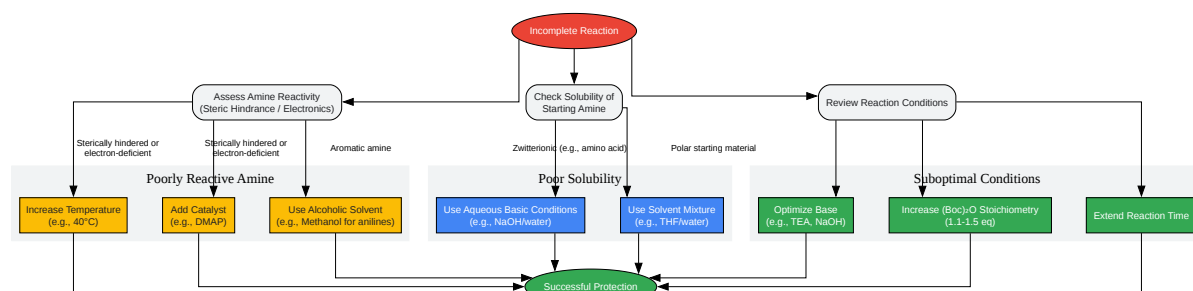 Incomplete Reaction
Assess Amine Reactivity
(Steric Hindrance / Electronics)
Check Solubility of
Starting Amine
Review Reaction Conditions
Sterically hindered or
electron-deficient
Sterically hindered or
electron-deficient
Aromatic amine
Zwitterionic (e.g., amino acid)
Polar starting material
Poorly Reactive Amine
Poor Solubility
Suboptimal Conditions
Increase Temperature
(e.g., 40°C)
Add Catalyst
(e.g., DMAP)
Use Alcoholic Solvent
(e.g., Methanol for anilines)
Use Aqueous Basic Conditions
(e.g., NaOH/water)
Use Solvent Mixture
(e.g., THF/water)
Optimize Base
(e.g., TEA, NaOH)
Increase (Boc)₂O Stoichiometry
(1.1-1.5 eq)
Extend Reaction Time
Successful Protection